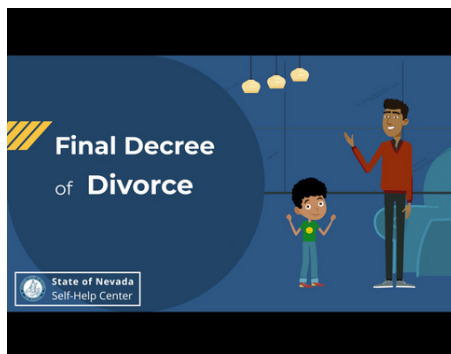 Final Decree
of Divorce
State of Nevada
Self-Help Center